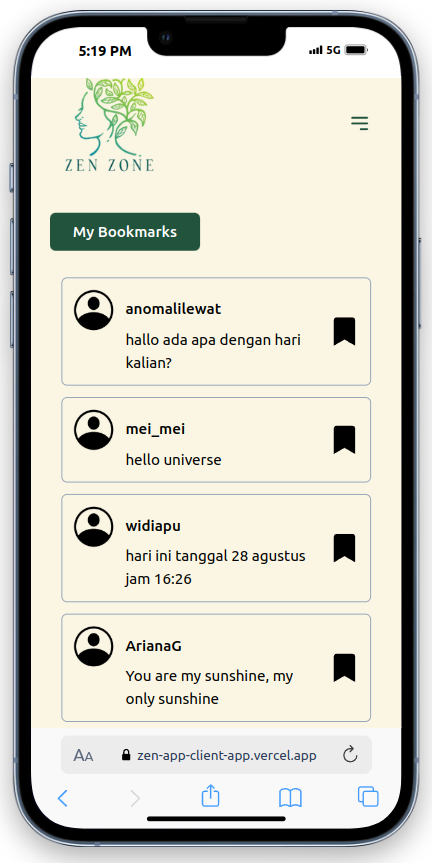 5:19 PM
5G
ZEN ZONE
My Bookmarks
anomalilewat
hallo ada apa dengan hari
kalian?
mei_mei
hello universe
widiapu
hari ini tanggal 28 agustus
jam 16:26
ArianaG
You are my sunshine, my
only sunshine
AA
zen-app-client-app.vercel.app